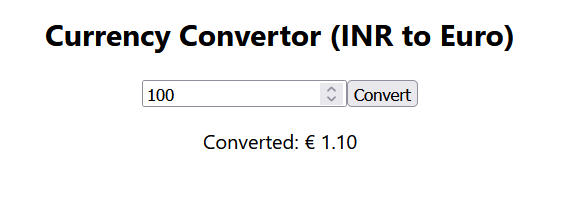 Currency Convertor (INR to Euro)
100 Convert
Converted: € 1.10